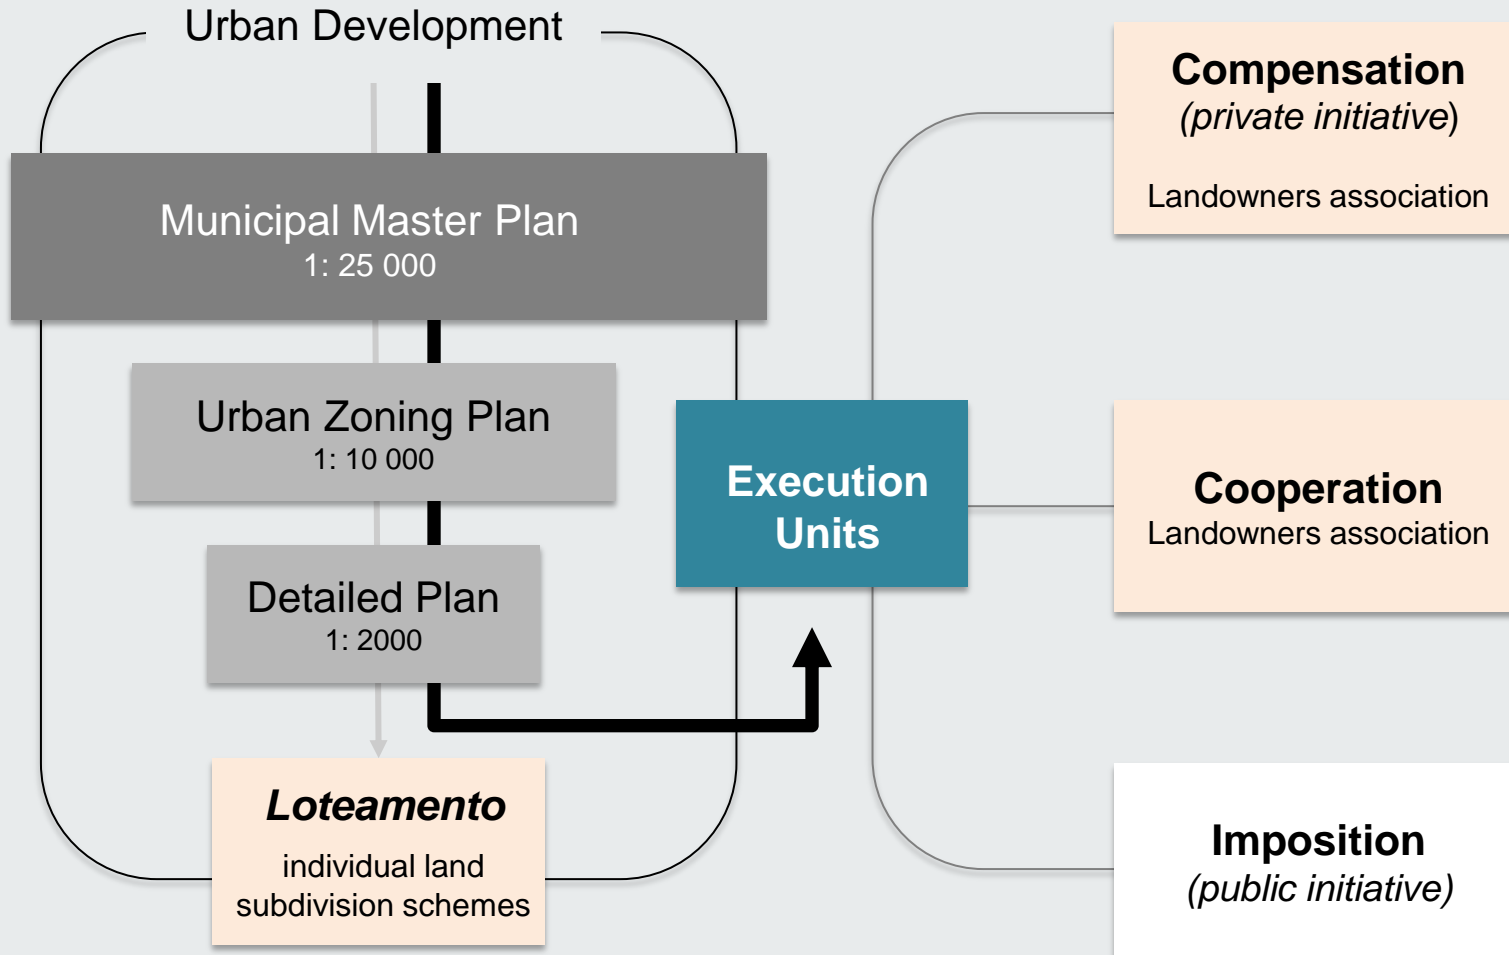 Urban Development
Municipal Master Plan
1: 25 000
Urban Zoning Plan
1: 10 000
Detailed Plan
1: 2000
Loteamento
individual land
subdivision schemes
Execution
Units
Compensation
(private initiative)
Landowners association
Cooperation
Landowners association
Imposition
(public initiative)